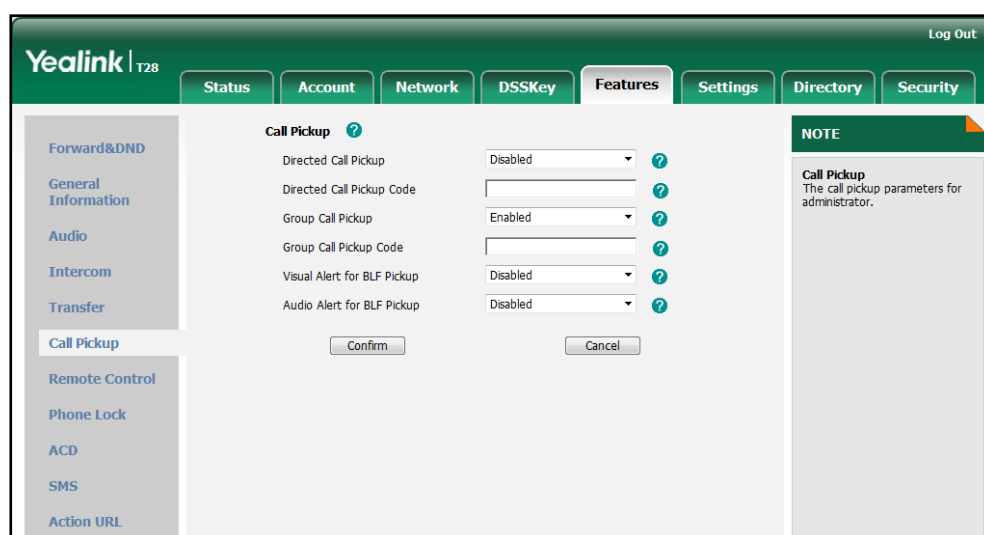 Log Out
Yealink T28
Status Account Network DSSKey Features Settings Directory Security
Forward&DND
General
Information
Audio
Intercom
Transfer
Call Pickup
Remote Control
Phone Lock
ACD
SMS
Action URL
Call Pickup ?
Directed Call Pickup Disabled ?
Directed Call Pickup Code ?
Group Call Pickup Enabled ?
Group Call Pickup Code ?
Visual Alert for BLF Pickup Disabled ?
Audio Alert for BLF Pickup Disabled ?
Confirm Cancel
NOTE
Call Pickup
The call pickup parameters for
administrator.